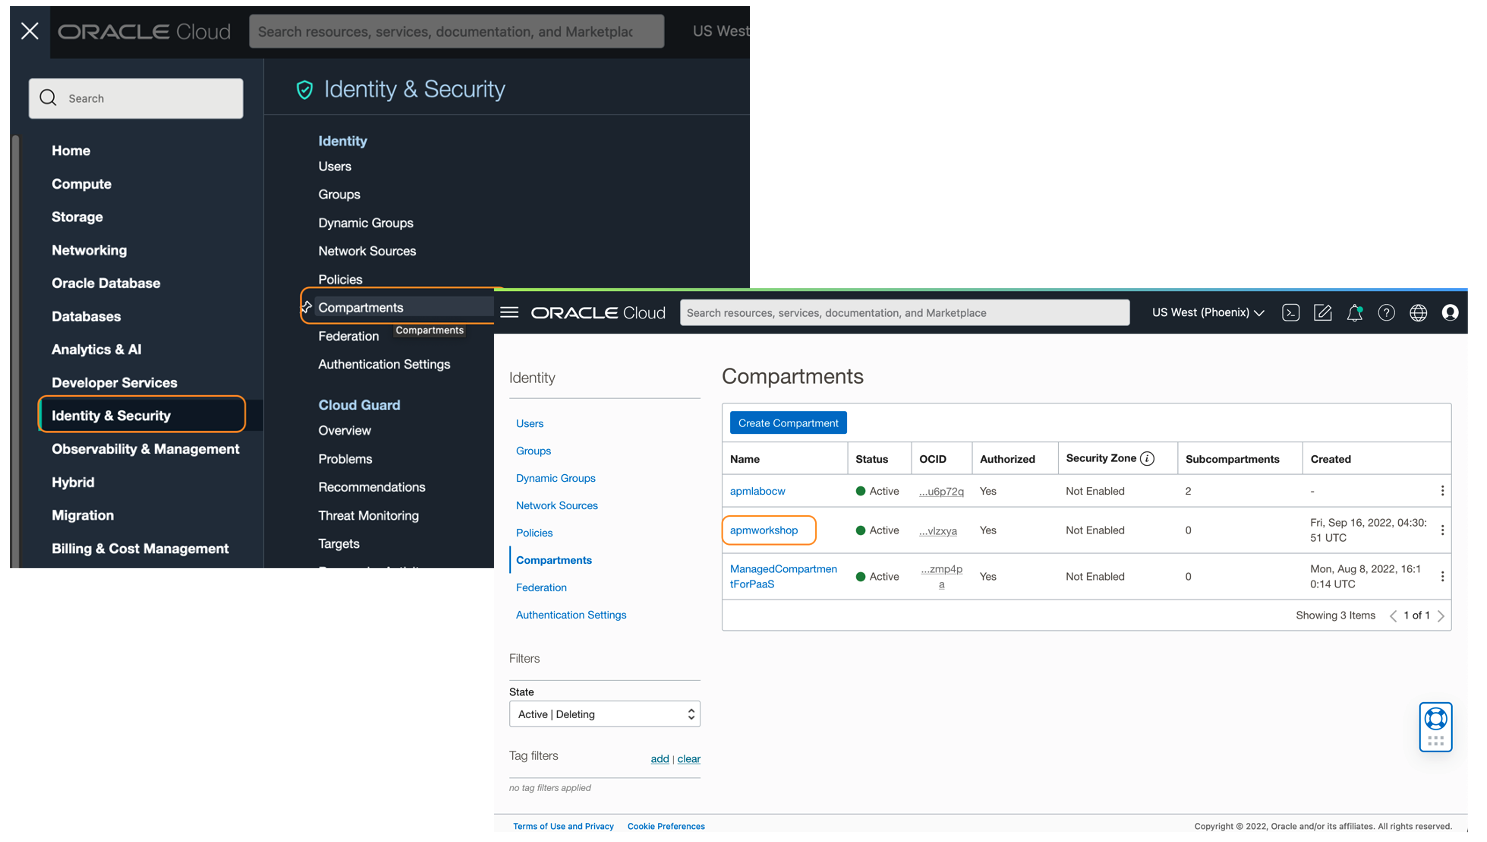 ORACLE Cloud
Search resources, services, documentation, and Marketplac
US West
Search
Home
Compute
Storage
Networking
Oracle Database
Databases
Analytics & AI
Developer Services
Identity & Security
Observability & Management
Hybrid
Migration
Billing & Cost Management
Identity & Security
Identity
Users
Groups
Dynamic Groups
Network Sources
Policies
Compartments
Compartments
Federation
Authentication Settings
Cloud Guard
Overview
Problems
Recommendations
Threat Monitoring
Targets
ORACLE Cloud
Search resources, services, documentation, and Marketplace
US West (Phoenix)
Identity
Users
Groups
Dynamic Groups
Network Sources
Policies
Compartments
Federation
Authentication Settings
Filters
State
Active | Deleting
Tag filters
add | clear
no tag filters applied
Compartments
Create Compartment
Name Status OCID Authorized Security Zone Subcompartments Created
apmlabocw Active ...u6p72q Yes Not Enabled 2 -
apmworkshop Active ...vlzxya Yes Not Enabled 0 Fri, Sep 16, 2022, 04:30:
51 UTC
ManagedCompartmen Active ...zmp4p Yes Not Enabled 0 Mon, Aug 8, 2022, 16:1
tForPaaS a 0:14 UTC
Showing 3 Items 1 of 1
Terms of Use and Privacy Cookie Preferences
Copyright © 2022, Oracle and/or its affiliates. All rights reserved.